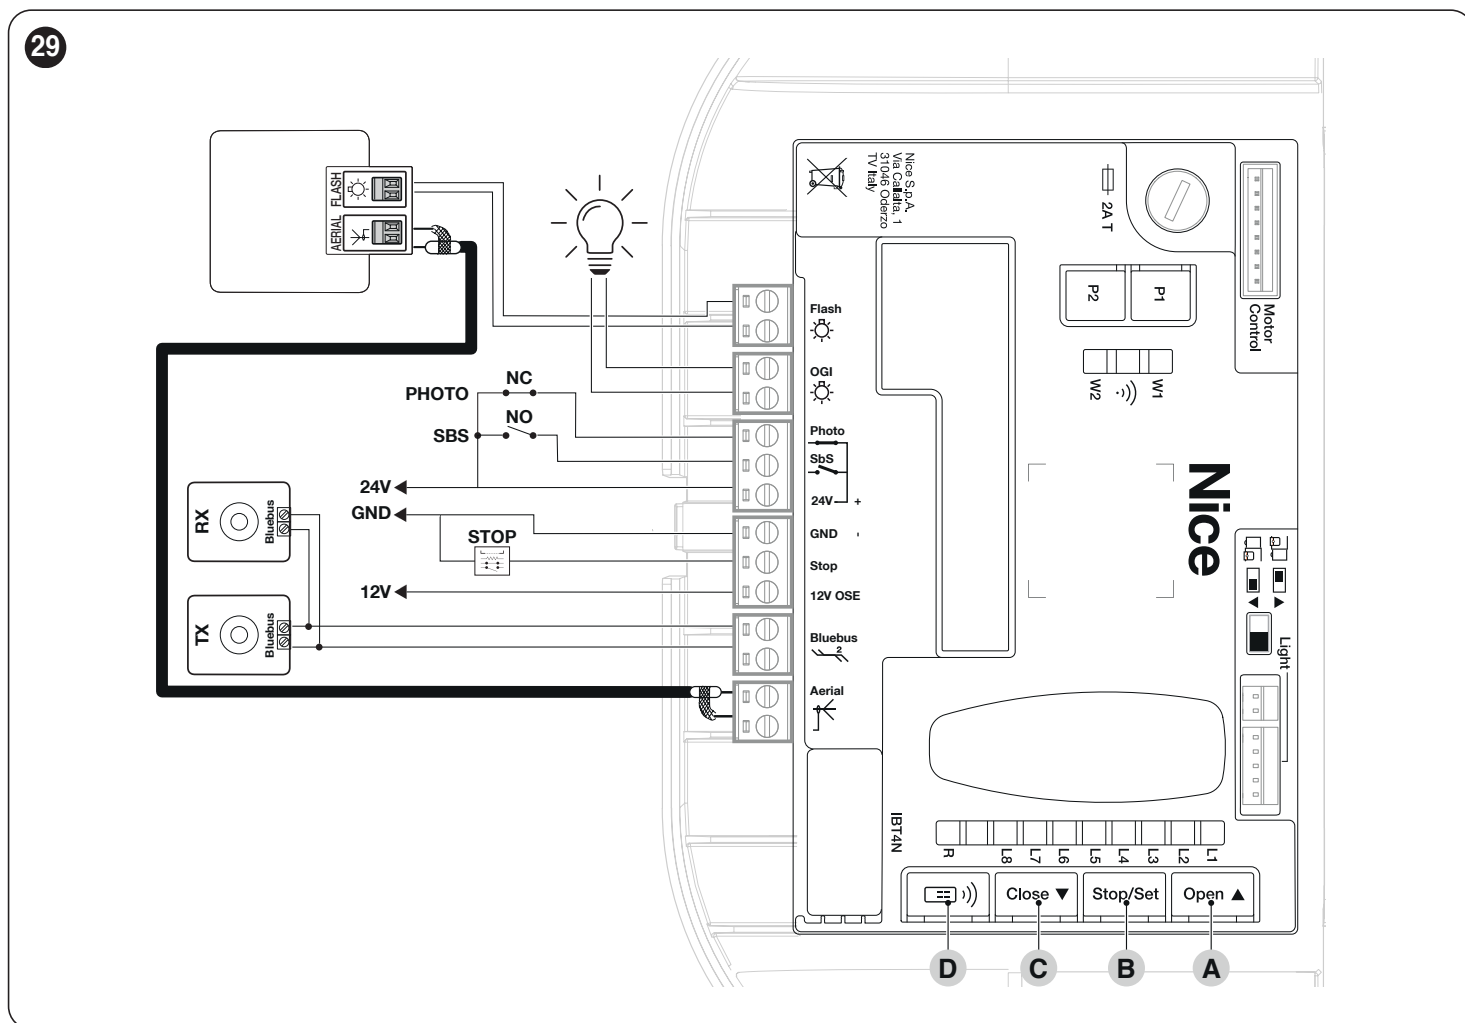 29
FLASH
AERIAL
Nice S.p.A.
Via Callalta, 1
31046 Oderzo
TV Italy
2A T
Motor
Control
P2
P1
W2
W1
Flash
OGI
PHOTO
NC
SBS
NO
Photo
SbS
24V
24V
+
GND
GND
-
STOP
Stop
12V
12V OSE
RX
Bluebus
TX
Bluebus
Bluebus
2
Aerial
Nice
Light
IBT4N
R
L8
L7
L6
L5
L4
L3
L2
L1
Close ▼
Stop/Set
Open ▲
D
C
B
A